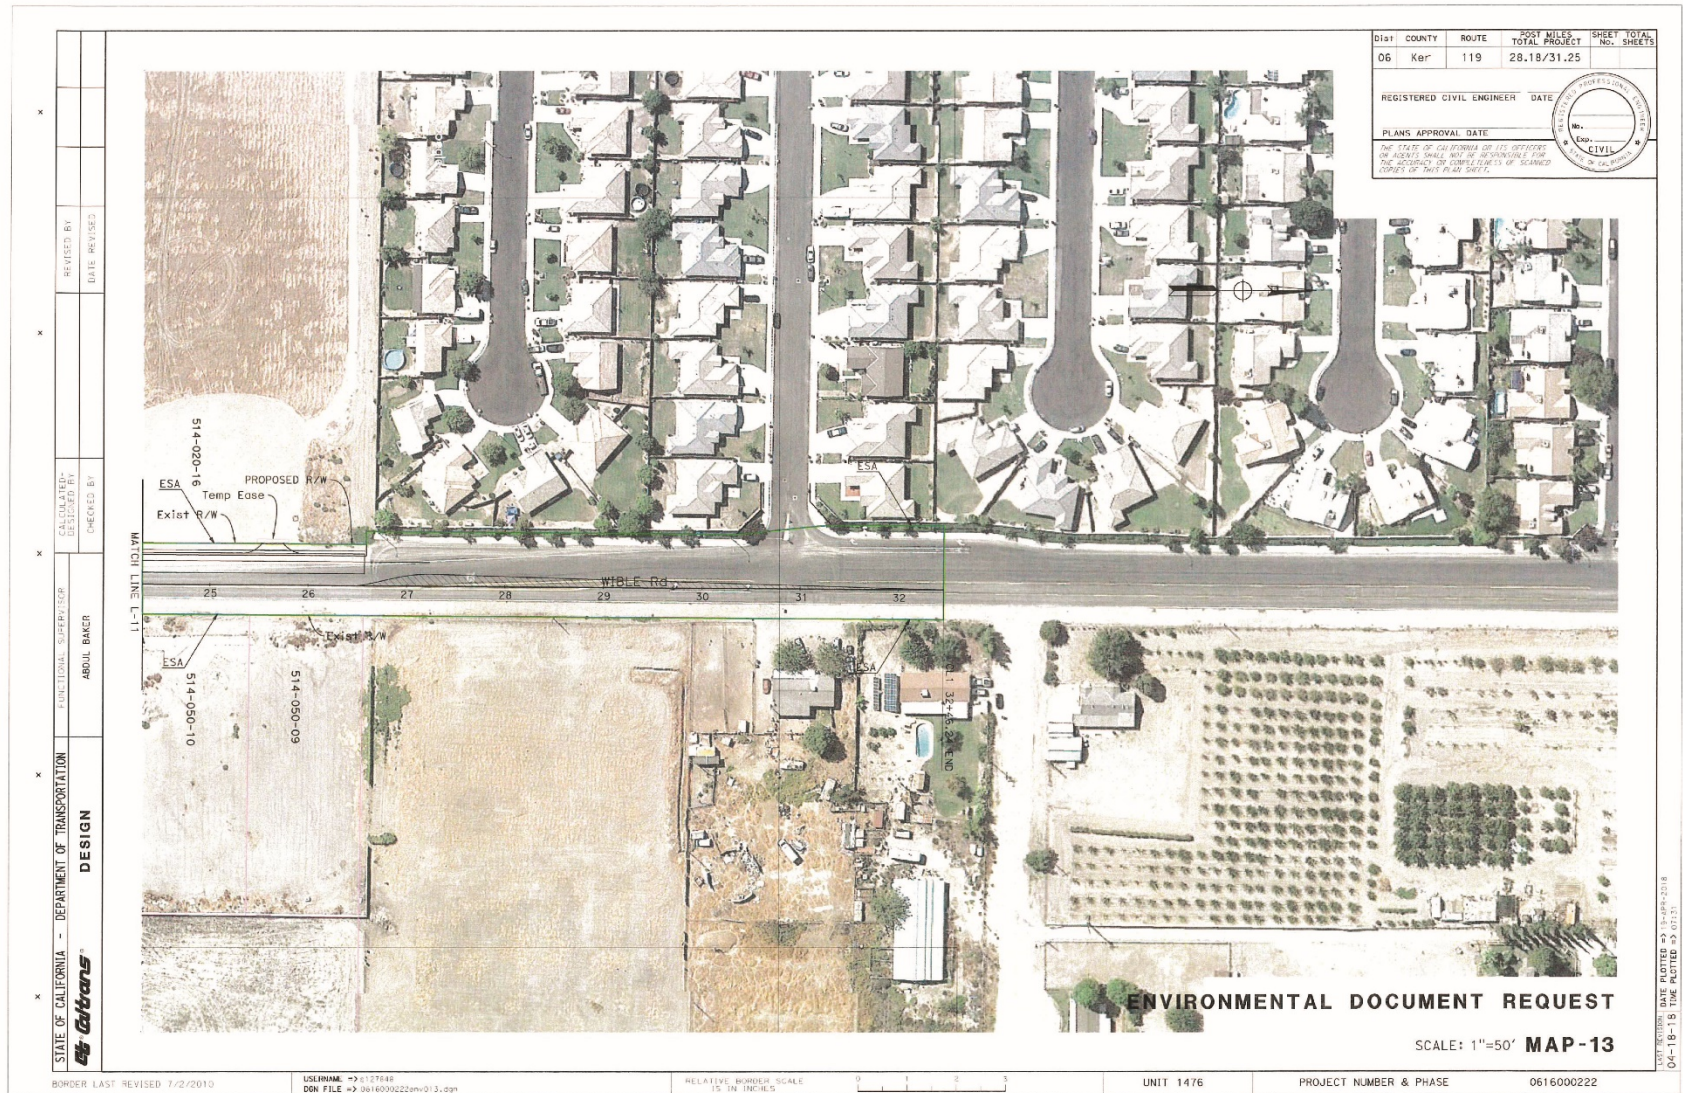 Dist COUNTY ROUTE POST MILES TOTAL PROJECT SHEET No. TOTAL SHEETS
06 Ker 119 28.18/31.25
REGISTERED CIVIL ENGINEER DATE
PLANS APPROVAL DATE
THE STATE OF CALIFORNIA OR ITS OFFICERS
OR AGENTS SHALL NOT BE RESPONSIBLE FOR
THE ACCURACY OR COMPLETENESS OF SCANNED
COPIES OF THIS PLAN SHEET.
REGISTERED PROFESSIONAL ENGINEER
No.
Exp.
CIVIL
STATE OF CALIFORNIA
REVISED BY
DATE REVISED
CALCULATED-
DESIGNED BY
CHECKED BY
FUNCTIONAL SUPERVISOR
ABDUL BAKER
STATE OF CALIFORNIA - DEPARTMENT OF TRANSPORTATION
DESIGN
Caltrans
514-020-16
ESA
PROPOSED R/W
Temp Ease
Exist R/W
MATCH LINE L-11
ESA
WIBLE Rd
25 26 27 28 29 30 31 32
Exist R/W
ESA
ESA
514-050-10
514-050-09
ENVIRONMENTAL DOCUMENT REQUEST
SCALE: 1"=50' MAP-13
LAST REVISION
04-18-18
DATE PLOTTED => 19-APR-2018
TIME PLOTTED => 07:31
BORDER LAST REVISED 7/2/2010
USERNAME =>
DGN FILE => 0616000222env013.dgn
RELATIVE BORDER SCALE
IS IN INCHES
0 1 2 3
UNIT 1476
PROJECT NUMBER & PHASE
0616000222